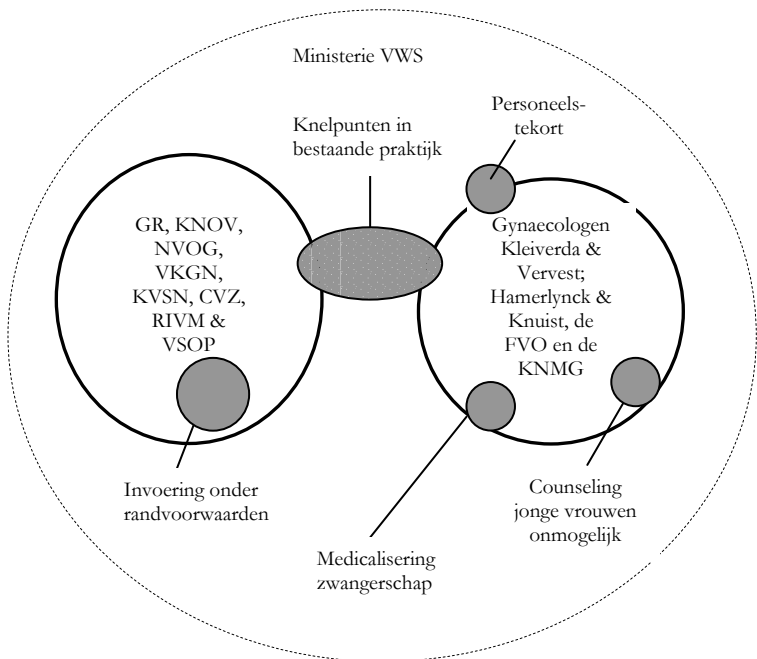 Ministerie VWS
Personeels-
tekort
Knelpunten in
bestaande praktijk
GR, KNOV,
NVOG,
VKGN,
KVSN, CVZ,
RIVM &
VSOP
Gynaecologen
Kleiverda &
Vervest;
Hamerlynck &
Knuist, de
FVO en de
KNMG
Invoering onder
randvoorwaarden
Counseling
jonge vrouwen
onmogelijk
Medicalisering
zwangerschap